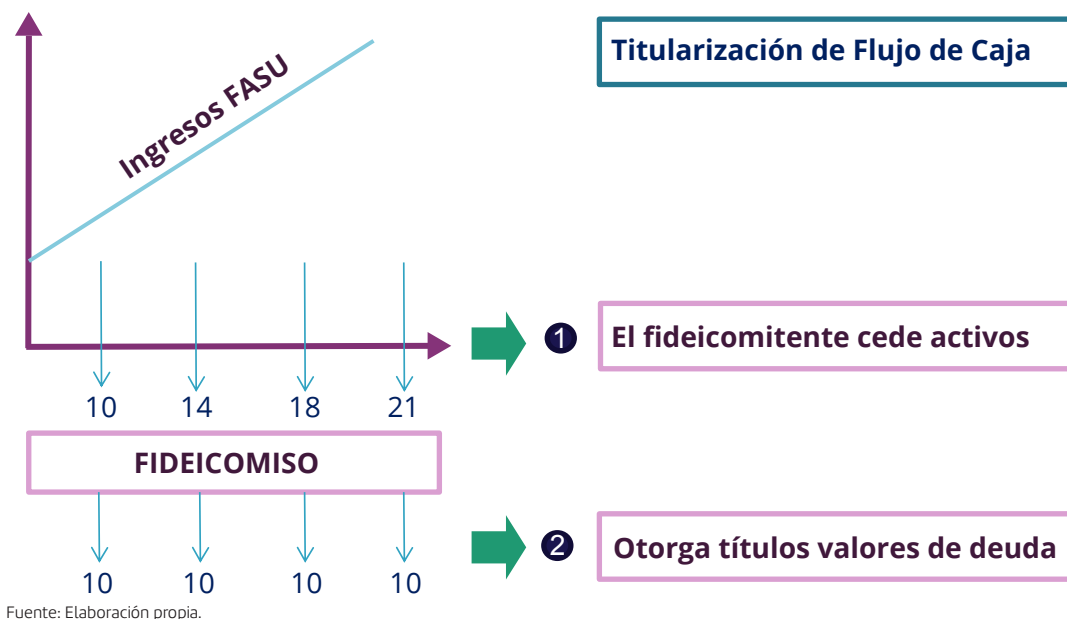 Titularización de Flujo de Caja
Ingresos FASU
1 El fideicomitente cede activos
10 14 18 21
FIDEICOMISO
2 Otorga títulos valores de deuda
10 10 10 10
Fuente: Elaboración propia.